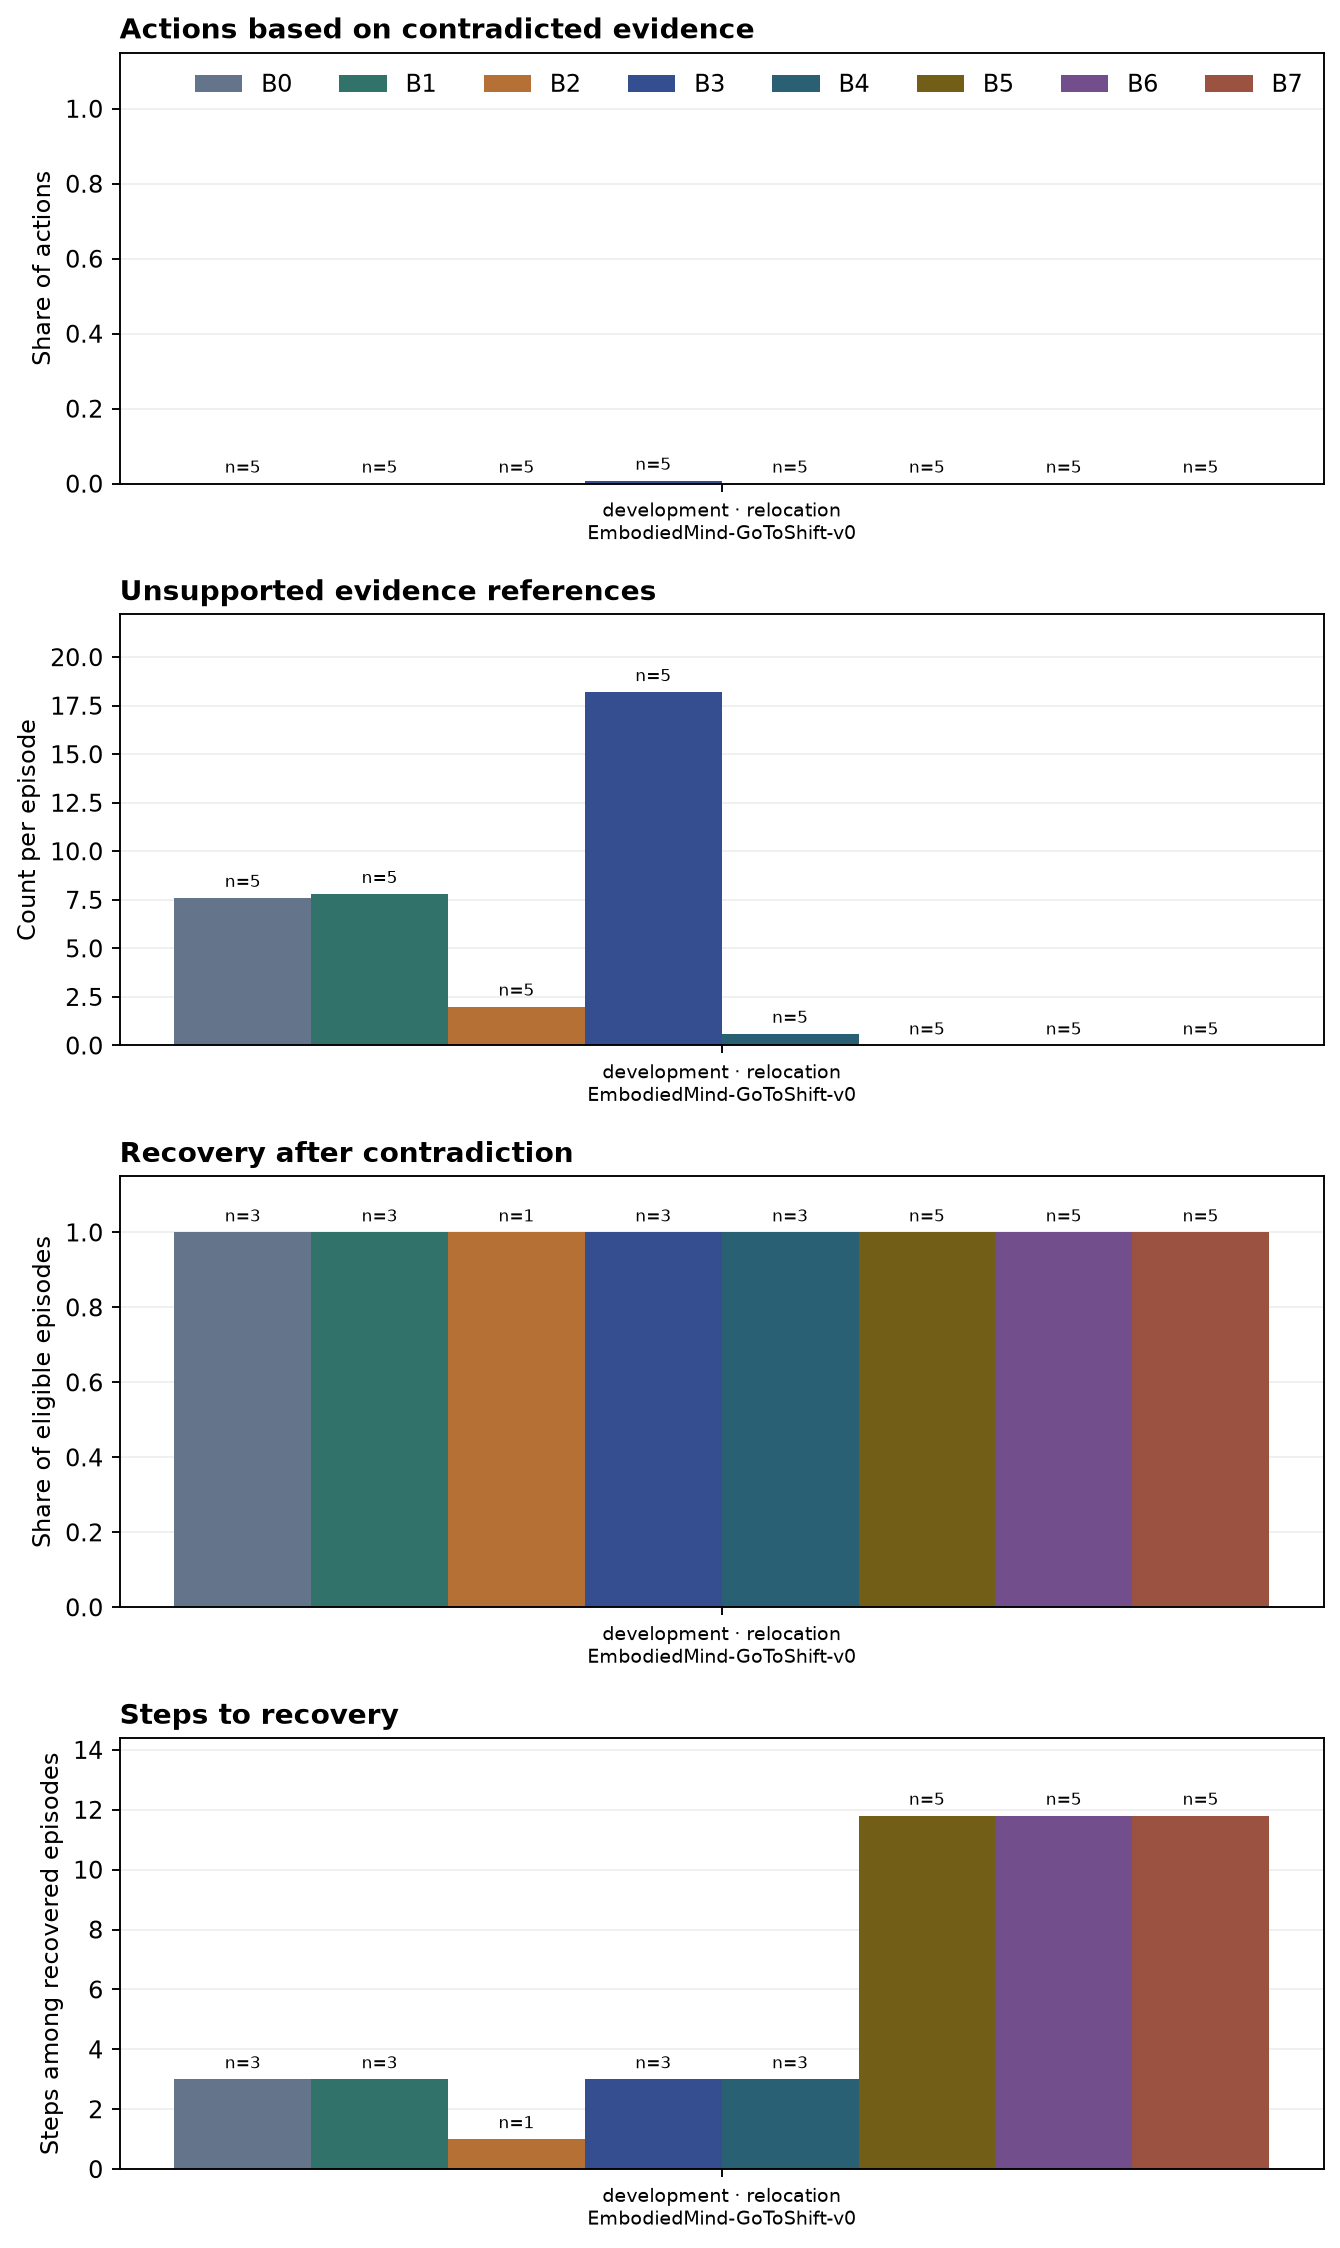 Actions based on contradicted evidence
B0 B1 B2 B3 B4 B5 B6 B7
Share of actions
1.0
0.8
0.6
0.4
0.2
0.0
n=5 n=5 n=5 n=5 n=5 n=5 n=5 n=5
development · relocation
EmbodiedMind-GoToShift-v0
Unsupported evidence references
Count per episode
20.0
17.5
15.0
12.5
10.0
7.5
5.0
2.5
0.0
n=5 n=5 n=5 n=5 n=5 n=5 n=5 n=5
development · relocation
EmbodiedMind-GoToShift-v0
Recovery after contradiction
Share of eligible episodes
1.0
0.8
0.6
0.4
0.2
0.0
n=3 n=3 n=1 n=3 n=3 n=5 n=5 n=5
development · relocation
EmbodiedMind-GoToShift-v0
Steps to recovery
Steps among recovered episodes
14
12
10
8
6
4
2
0
n=3 n=3 n=1 n=3 n=3 n=5 n=5 n=5
development · relocation
EmbodiedMind-GoToShift-v0